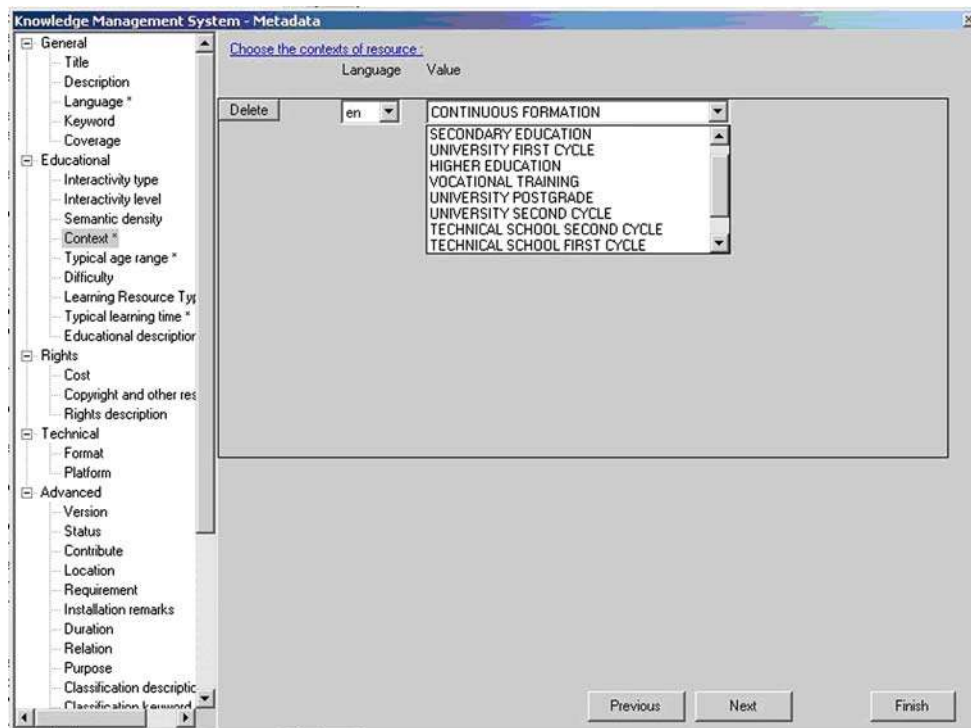 Knowledge Management System - Metadata
General
Title
Description
Language *
Keyword
Coverage
Educational
Interactivity type
Interactivity level
Semantic density
Context *
Typical age range *
Difficulty
Learning Resource Typ
Typical learning time *
Educational description
Rights
Cost
Copyright and other res
Rights description
Technical
Format
Platform
Advanced
Version
Status
Contribute
Location
Requirement
Installation remarks
Duration
Relation
Purpose
Classification descriptic
Classification keyword
Choose the contexts of resource :
Language Value
Delete en CONTINUOUS FORMATION
SECONDARY EDUCATION
UNIVERSITY FIRST CYCLE
HIGHER EDUCATION
VOCATIONAL TRAINING
UNIVERSITY POSTGRADE
UNIVERSITY SECOND CYCLE
TECHNICAL SCHOOL SECOND CYCLE
TECHNICAL SCHOOL FIRST CYCLE
Previous Next Finish